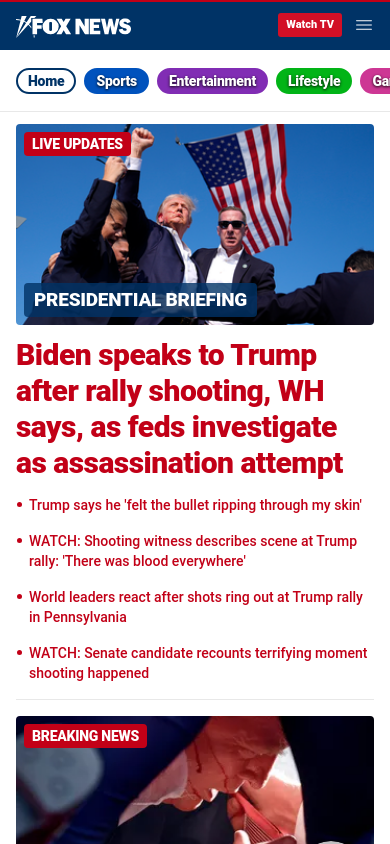 FOX NEWS
Watch TV
Home
Sports
Entertainment
Lifestyle
LIVE UPDATES
PRESIDENTIAL BRIEFING
Biden speaks to Trump
after rally shooting, WH
says, as feds investigate
as assassination attempt
• Trump says he 'felt the bullet ripping through my skin'
• WATCH: Shooting witness describes scene at Trump
rally: 'There was blood everywhere'
• World leaders react after shots ring out at Trump rally
in Pennsylvania
• WATCH: Senate candidate recounts terrifying moment
shooting happened
BREAKING NEWS